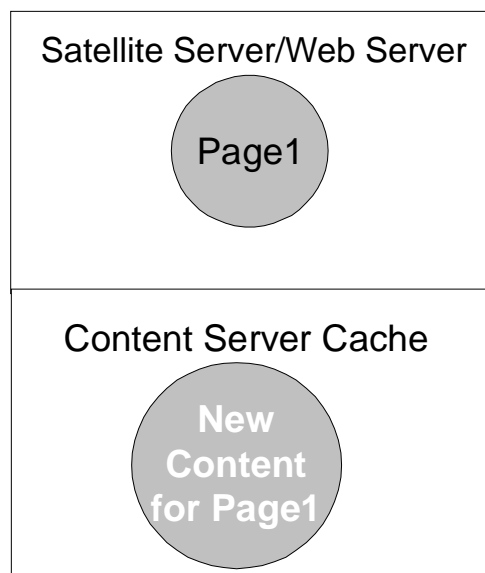 Satellite Server/Web Server
Page1
Content Server Cache
New
Content
for Page1